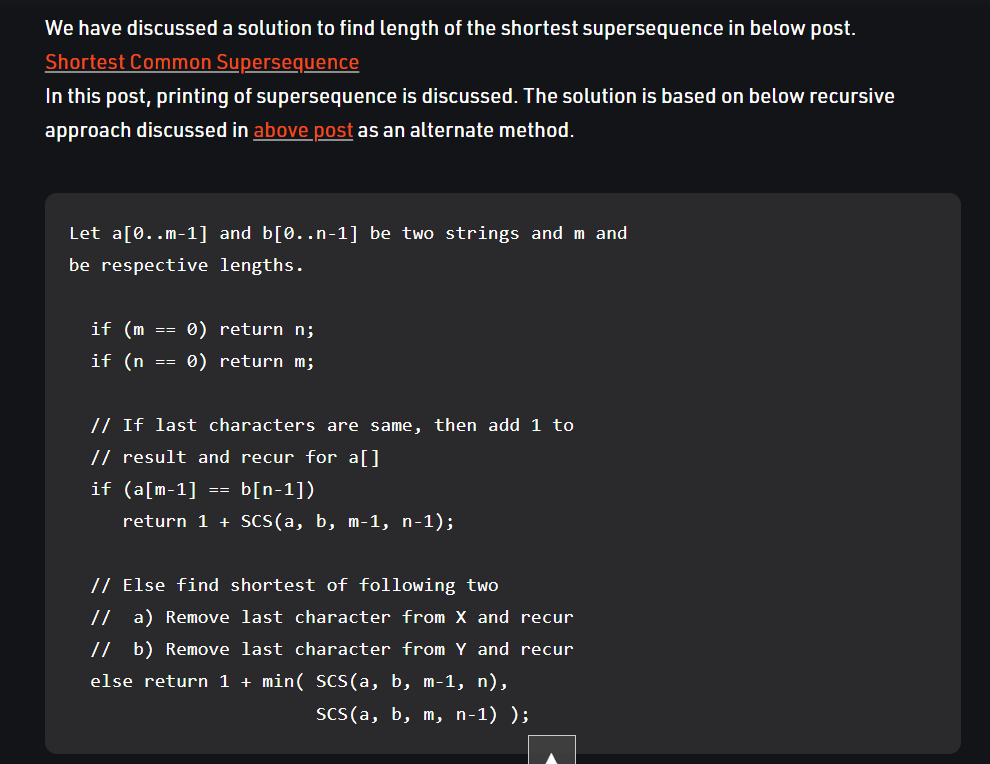 We have discussed a solution to find length of the shortest supersequence in below post.
Shortest Common Supersequence
In this post, printing of supersequence is discussed. The solution is based on below recursive
approach discussed in above post as an alternate method.
Let a[0..m-1] and b[0..n-1] be two strings and m and
be respective lengths.
if (m == 0) return n;
if (n == 0) return m;
// If last characters are same, then add 1 to
// result and recur for a[]
if (a[m-1] == b[n-1])
return 1 + SCS(a, b, m-1, n-1);
// Else find shortest of following two
//  a) Remove last character from X and recur
//  b) Remove last character from Y and recur
else return 1 + min( SCS(a, b, m-1, n),
SCS(a, b, m, n-1) );